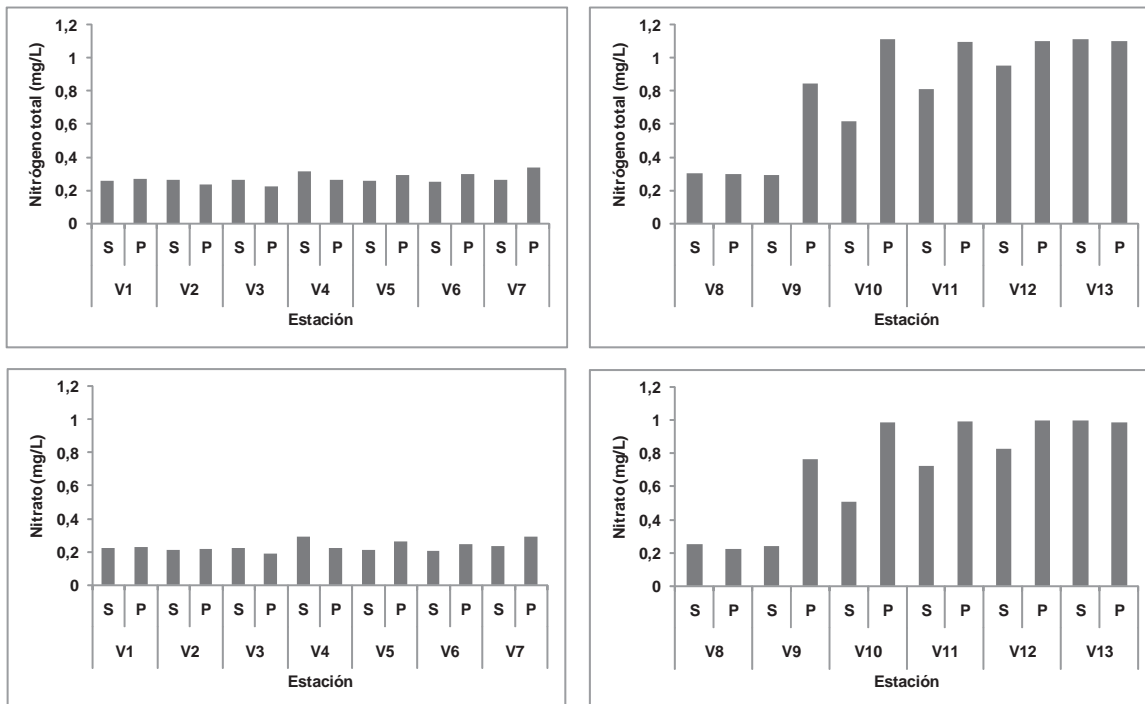 Nitrógeno total (mg/L)
1,2
1
0,8
0,6
0,4
0,2
0
S P S P S P S P S P S P S P
V1 V2 V3 V4 V5 V6 V7
Estación
Nitrógeno total (mg/L)
1,2
1
0,8
0,6
0,4
0,2
0
S P S P S P S P S P S P
V8 V9 V10 V11 V12 V13
Estación
Nitrato (mg/L)
1,2
1
0,8
0,6
0,4
0,2
0
S P S P S P S P S P S P S P
V1 V2 V3 V4 V5 V6 V7
Estación
Nitrato (mg/L)
1,2
1
0,8
0,6
0,4
0,2
0
S P S P S P S P S P S P
V8 V9 V10 V11 V12 V13
Estación